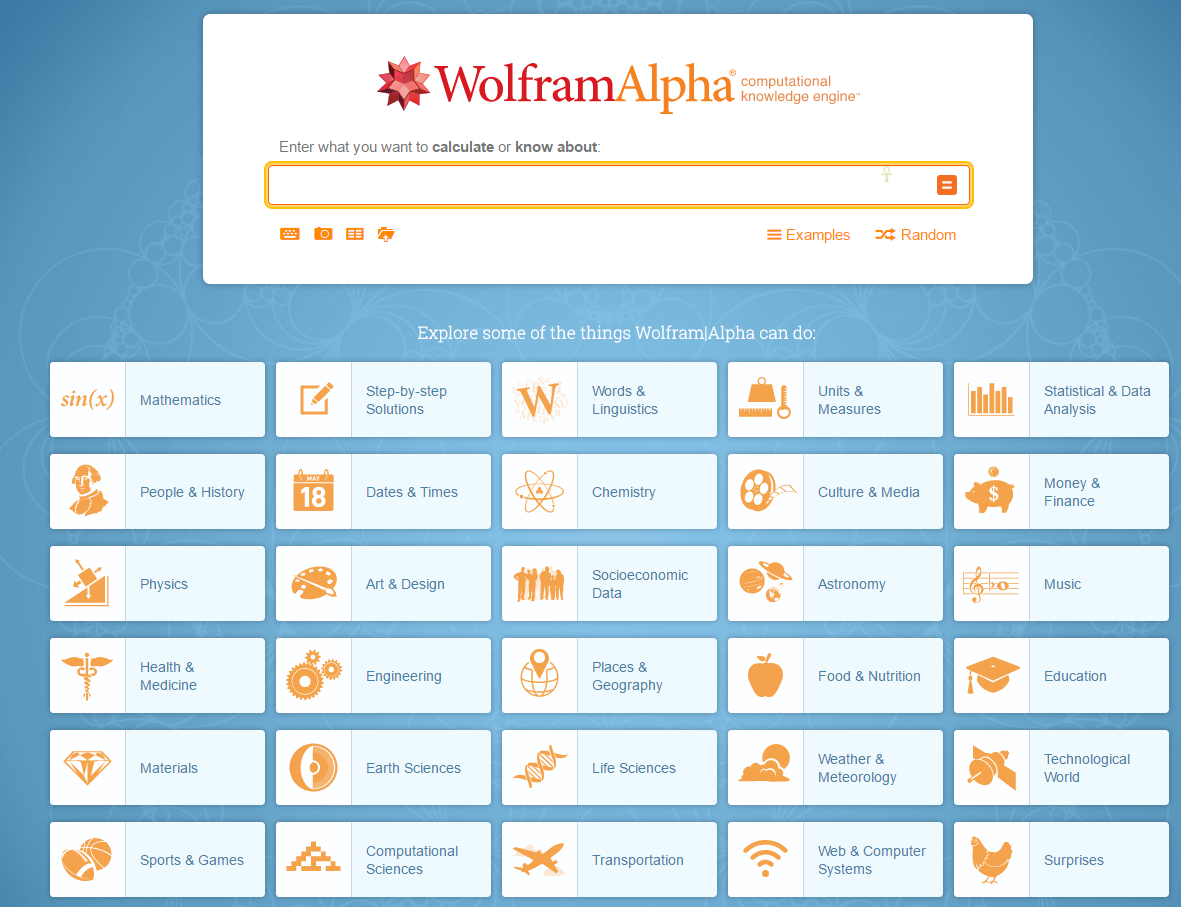 WolframAlpha® computational
knowledge engine™
Enter what you want to calculate or know about:
Examples Random
Explore some of the things Wolfram|Alpha can do:
sin(x) Mathematics
Step-by-step
Solutions
W Words &
Linguistics
Units &
Measures
Statistical & Data
Analysis
People & History
MAY
18 Dates & Times
Chemistry
Culture & Media
$ Money &
Finance
Physics
Art & Design
Socioeconomic
Data
Astronomy
Music
Health &
Medicine
Engineering
Places &
Geography
Food & Nutrition
Education
Materials
Earth Sciences
Life Sciences
Weather &
Meteorology
Technological
World
Sports & Games
Computational
Sciences
Transportation
Web & Computer
Systems
Surprises